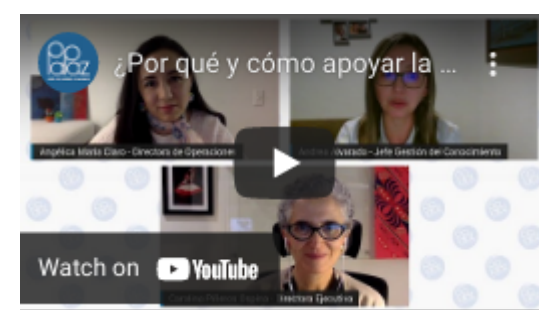 ¿Por qué y cómo apoyar la ...
Angélica María Claro - Directora de Operaciones
Alvarado - Jefe Gestión del Conocimiento
Watch on YouTube
Directora Ejecutiva